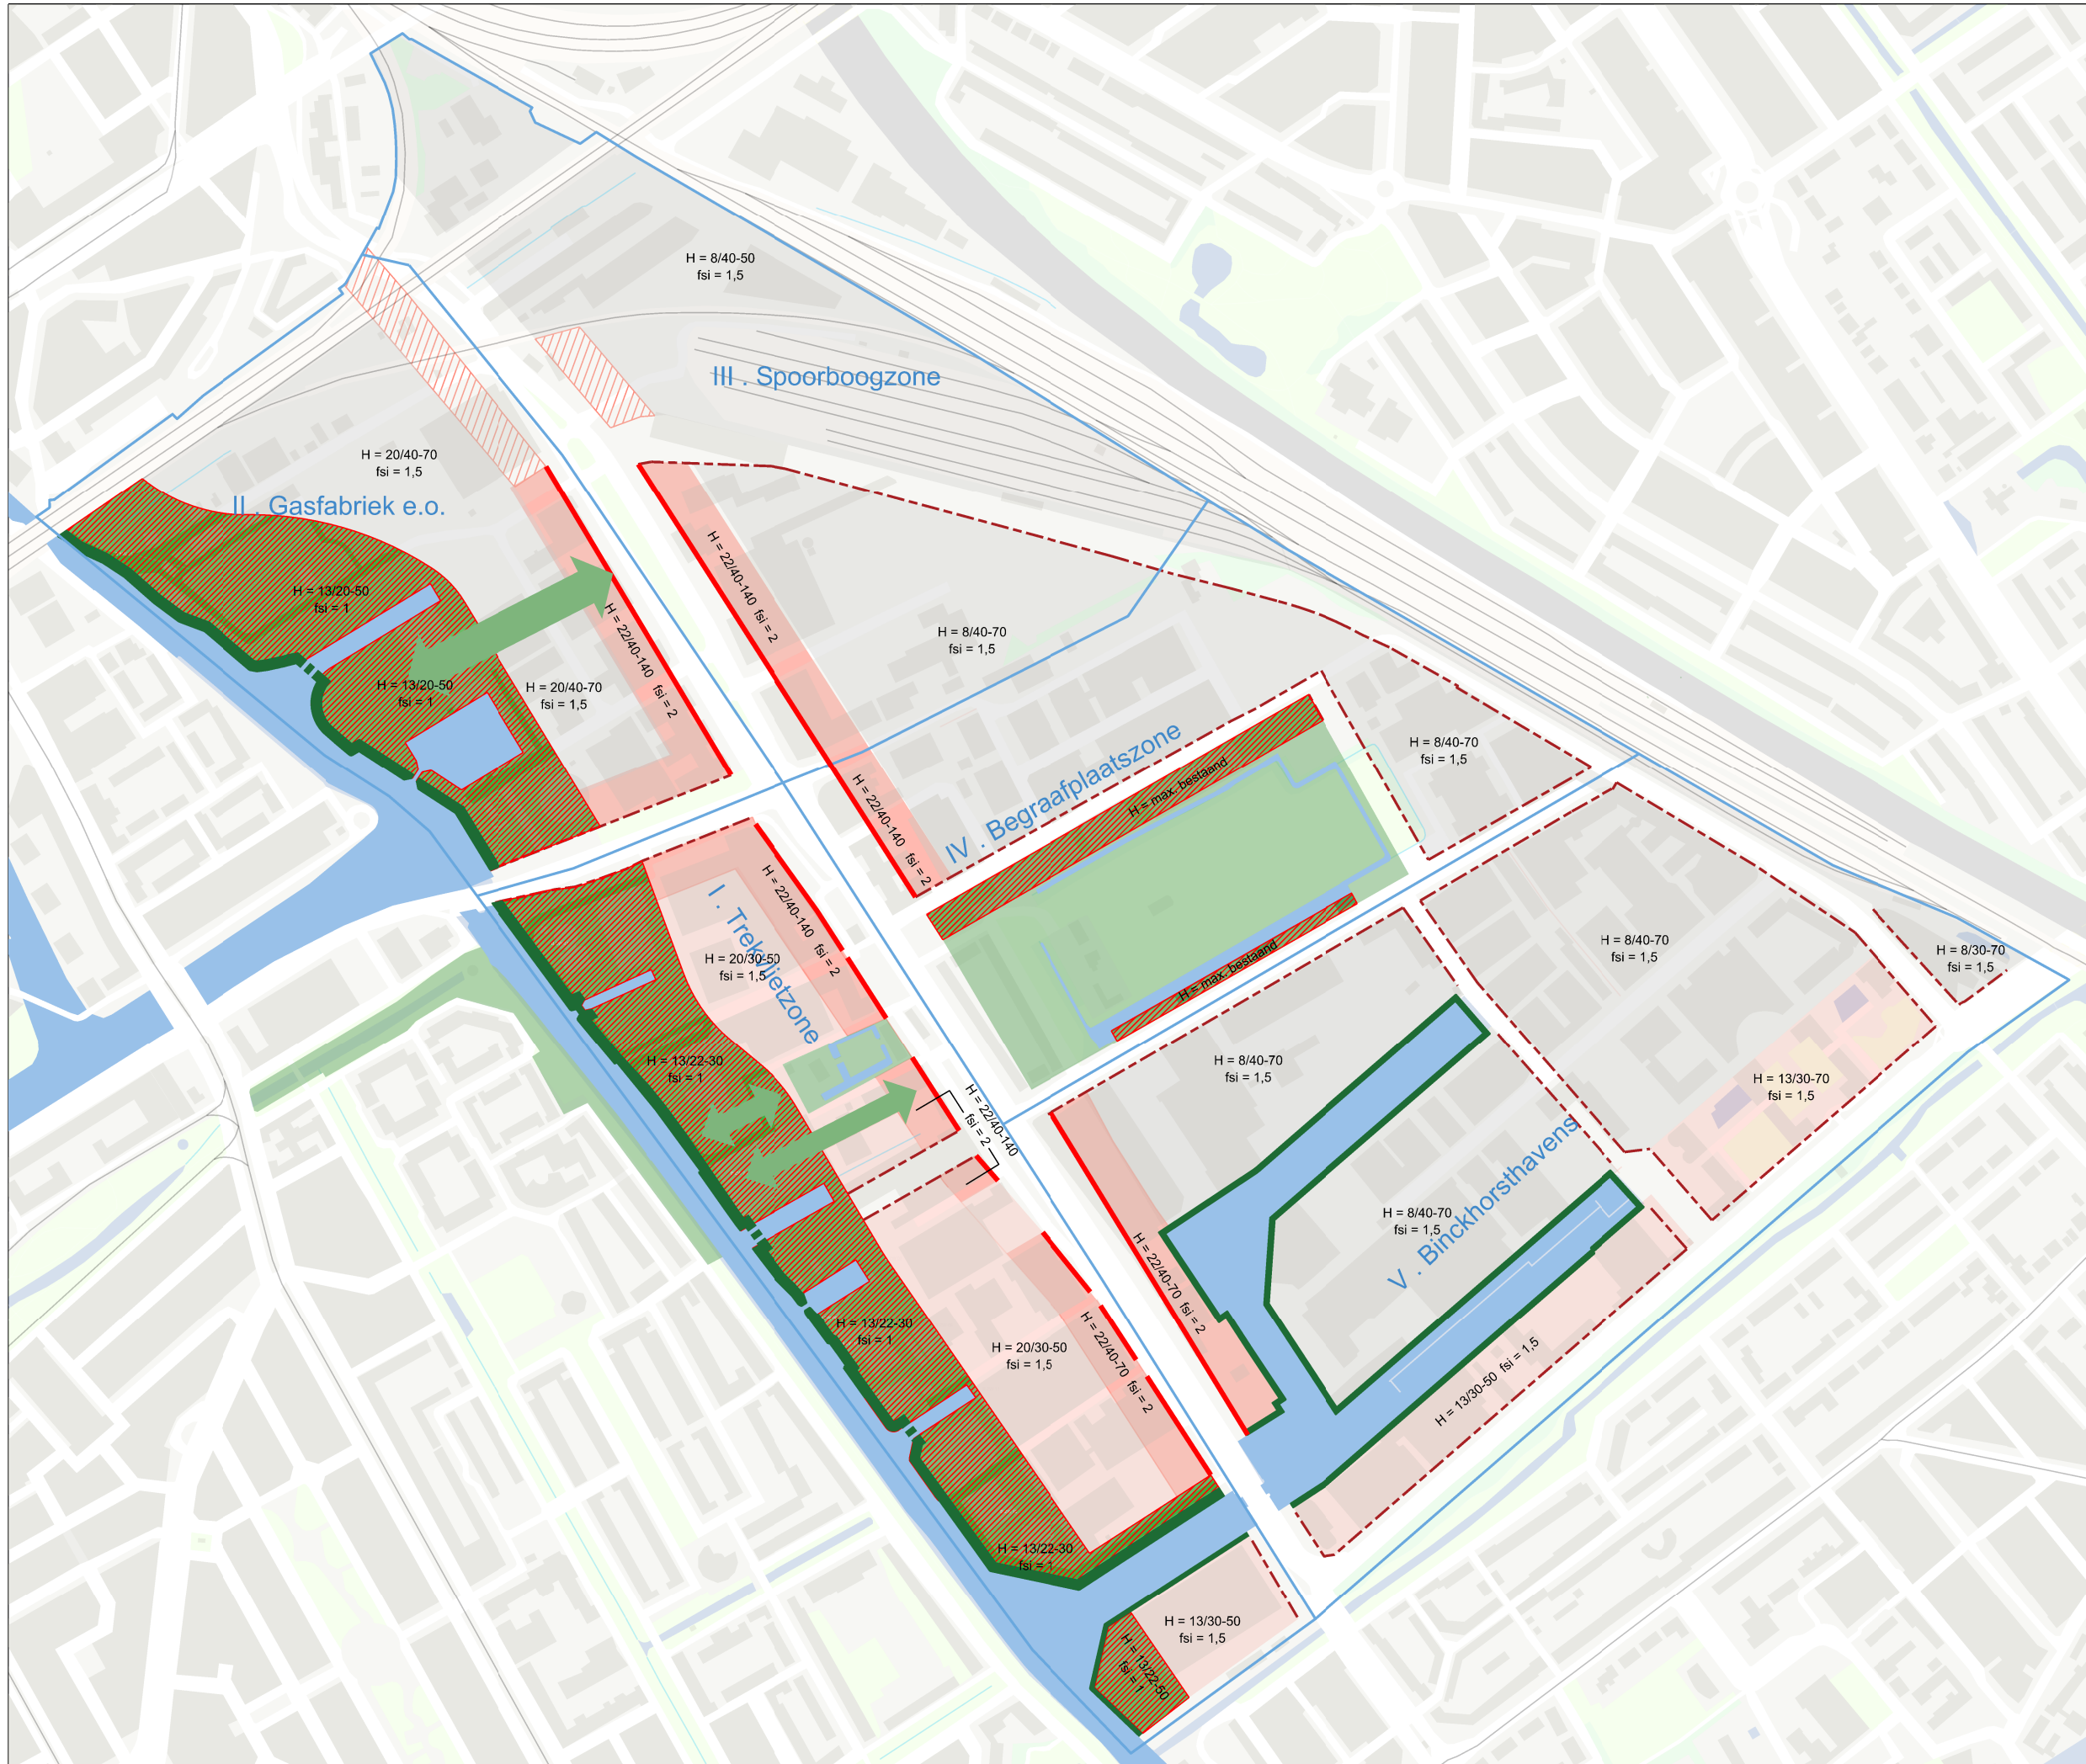 H = 8/40-50
fsi = 1,5
III . Spoorboogzone
H = 20/40-70
fsi = 1,5
II . Gasfabriek e.o.
H = 22/40-140 fsi = 2
H = 13/20-50
fsi = 1
H = 22/40-140 fsi = 2
H = 8/40-70
fsi = 1,5
H = 13/20-50
fsi = 1
H = 20/40-70
fsi = 1,5
H = 8/40-70
fsi = 1,5
IV . Begraafplaatszone
H = max. bestaand
H = 22/40-140 fsi = 2
H = 22/40-140 fsi = 2
I . Trekvlietzone
H = 20/30-50
fsi = 1,5
H = max. bestaand
H = 8/40-70
fsi = 1,5
H = 8/30-70
fsi = 1,5
H = 13/22-30
fsi = 1
H = 8/40-70
fsi = 1,5
H = 13/30-70
fsi = 1,5
H = 22/40-140
fsi = 2
H = 8/40-70
fsi = 1,5
V . Binckhorsthavens
H = 22/40-70 fsi = 2
H = 13/22-30
fsi = 1
H = 20/30-50
fsi = 1,5
H = 22/40-70 fsi = 2
H = 13/30-50 fsi = 1,5
H = 13/22-30
fsi = 1
H = 13/30-50
fsi = 1,5
H = 13/22-50
fsi = 1